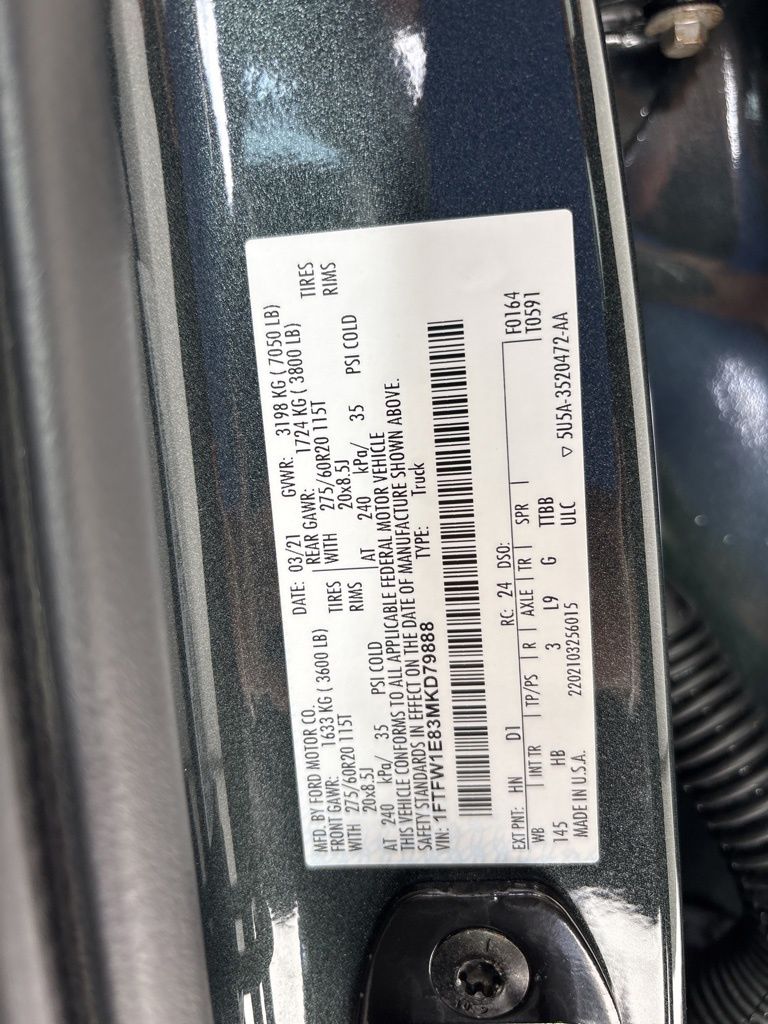 MFD. BY FORD MOTOR CO.
DATE: 03/21 GVWR: 3198 KG ( 7050 LB)
FRONT GAWR: 1633 KG ( 3600 LB) REAR GAWR: 1724 KG ( 3800 LB)
WITH 275/60R20 115T TIRES WITH 275/60R20 115T TIRES
20x8.5J RIMS 20x8.5J RIMS
AT 240 kPa/ 35 PSI COLD AT 240 kPa/ 35 PSI COLD
THIS VEHICLE CONFORMS TO ALL APPLICABLE FEDERAL MOTOR VEHICLE
SAFETY STANDARDS IN EFFECT ON THE DATE OF MANUFACTURE SHOWN ABOVE.
VIN: 1FTFW1E83MKD79888 TYPE: Truck
F0164
EXT PNT: HN D1 RC: 24 DSO: T0591
WB INT TR TP/PS R AXLE TR SPR
145 HB 3 L9 G TTBB
MADE IN U.S.A. 2202103256015 ULC ▽ 5U5A-3520472-AA